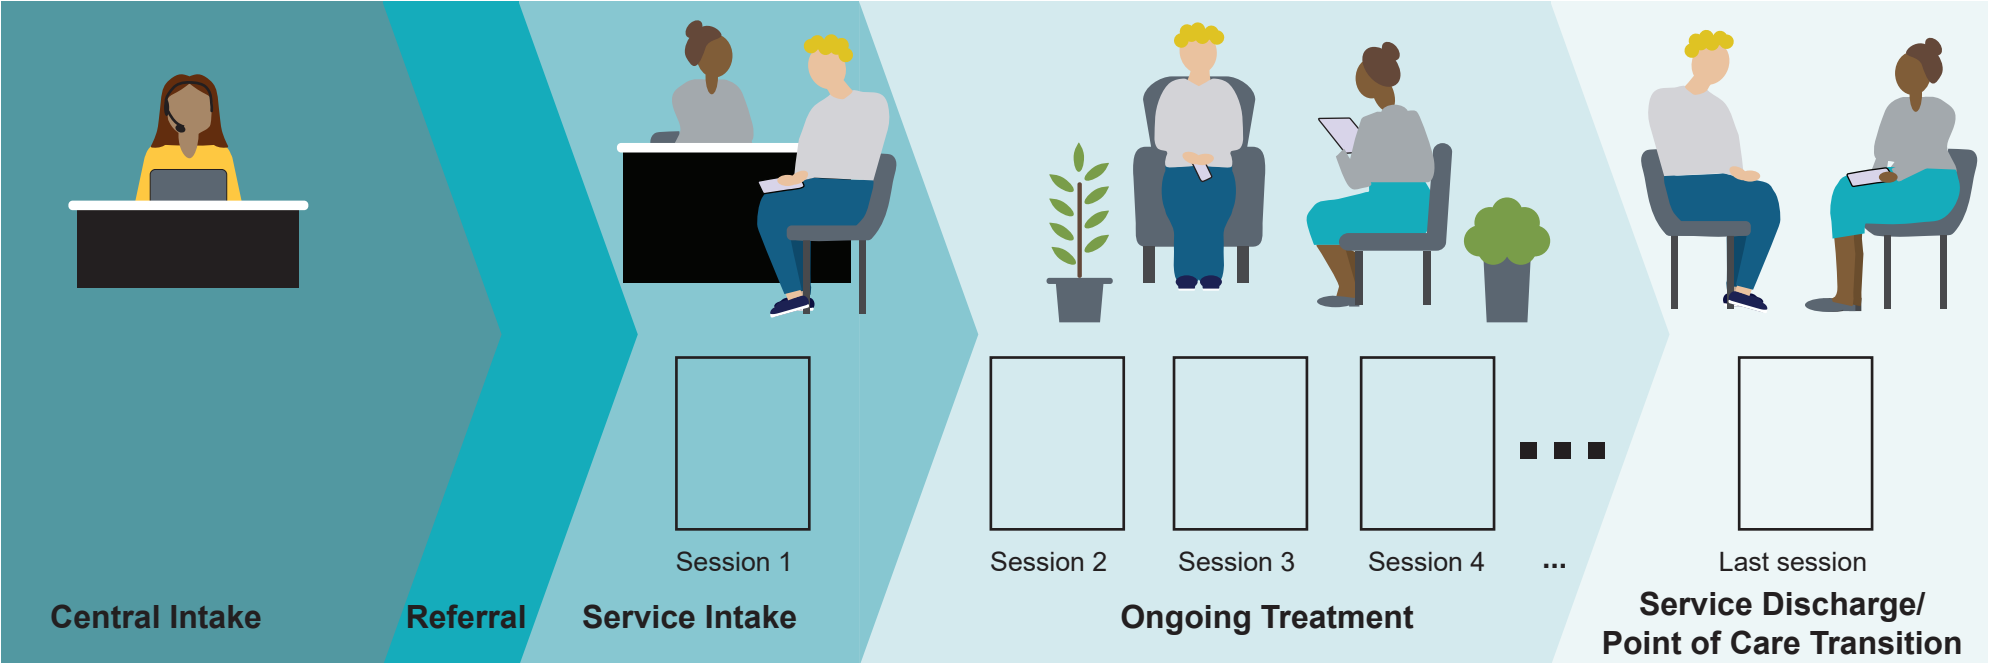 Session 1
Session 2
Session 3
Session 4
...
Last session
Central Intake
Referral
Service Intake
Ongoing Treatment
Service Discharge/
Point of Care Transition